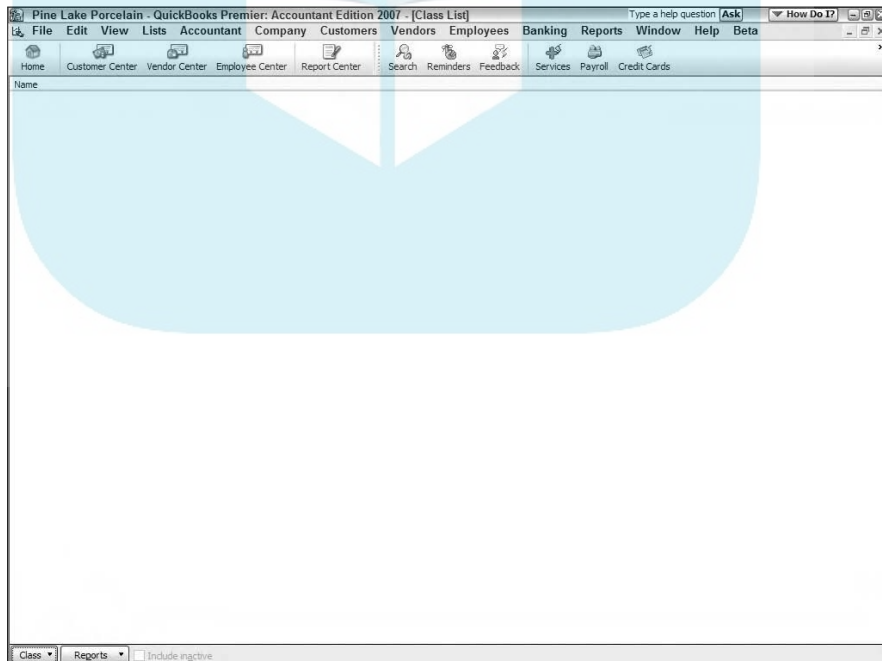 Pine Lake Porcelain - QuickBooks Premier: Accountant Edition 2007 - [Class List] Type a help question Ask How Do I?
File Edit View Lists Accountant Company Customers Vendors Employees Banking Reports Window Help Beta
Home Customer Center Vendor Center Employee Center Report Center Search Reminders Feedback Services Payroll Credit Cards
Name
Class Reports Include inactive